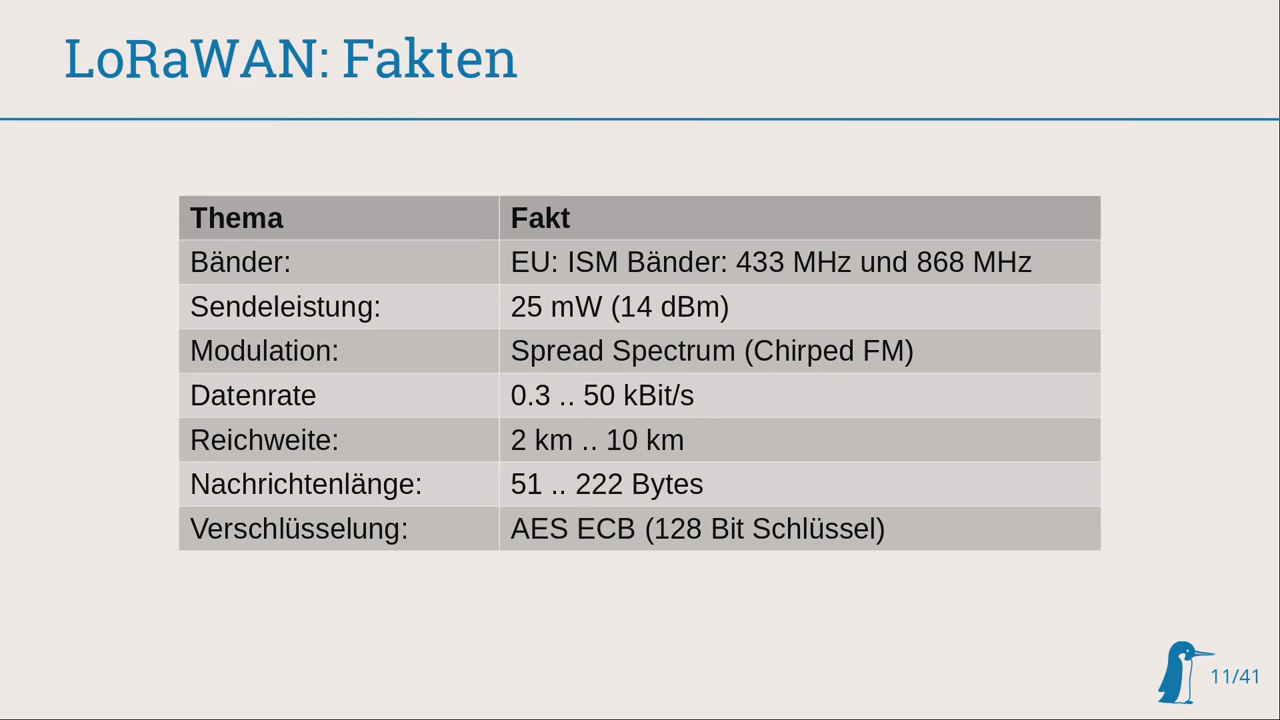 LoRaWAN: Fakten
Thema Fakt
Bänder: EU: ISM Bänder: 433 MHz und 868 MHz
Sendeleistung: 25 mW (14 dBm)
Modulation: Spread Spectrum (Chirped FM)
Datenrate 0.3 .. 50 kBit/s
Reichweite: 2 km .. 10 km
Nachrichtenlänge: 51 .. 222 Bytes
Verschlüsselung: AES ECB (128 Bit Schlüssel)
11/41